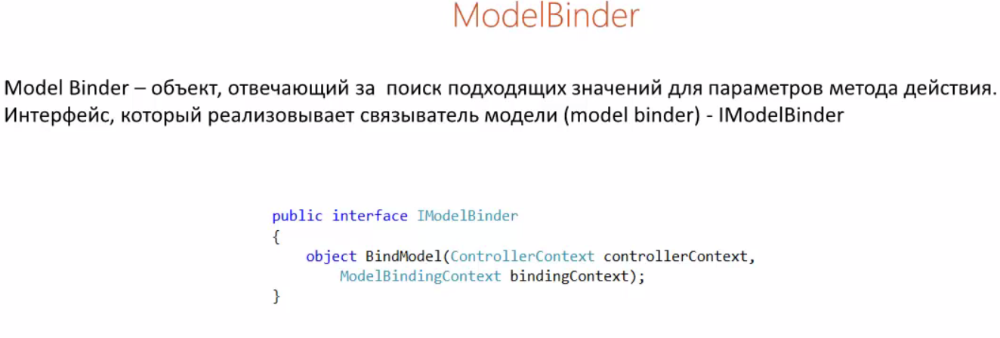 ModelBinder
Model Binder – объект, отвечающий за поиск подходящих значений для параметров метода действия.
Интерфейс, который реализовывает связыватель модели (model binder) - IModelBinder
public interface IModelBinder
{
object BindModel(ControllerContext controllerContext,
ModelBindingContext bindingContext);
}